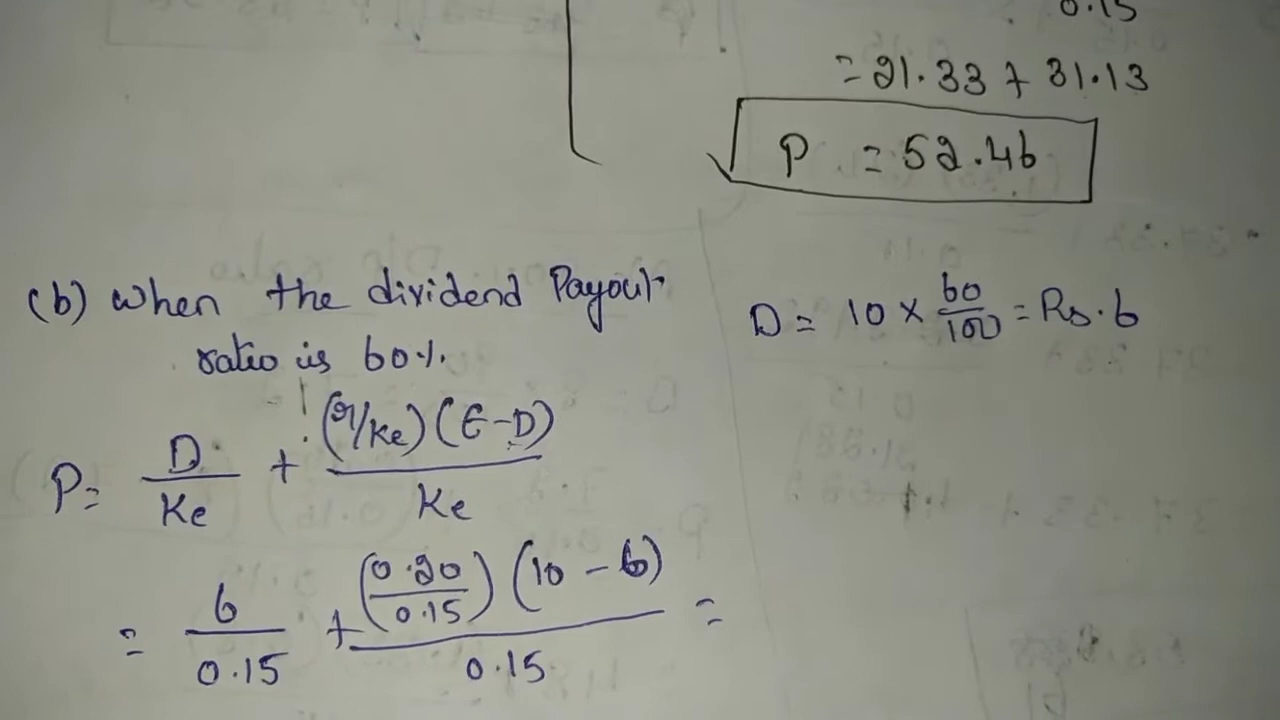 0.15
= 21.33 + 31.13
P = 52.46
(b) When the dividend Payout
ratio is 60%.
D = 10 × 60/100 = Rs. 6
P = D/Ke + (r/Ke) (E-D)/Ke
= 6/0.15 + (0.20/0.15) (10 - 6)/0.15 =